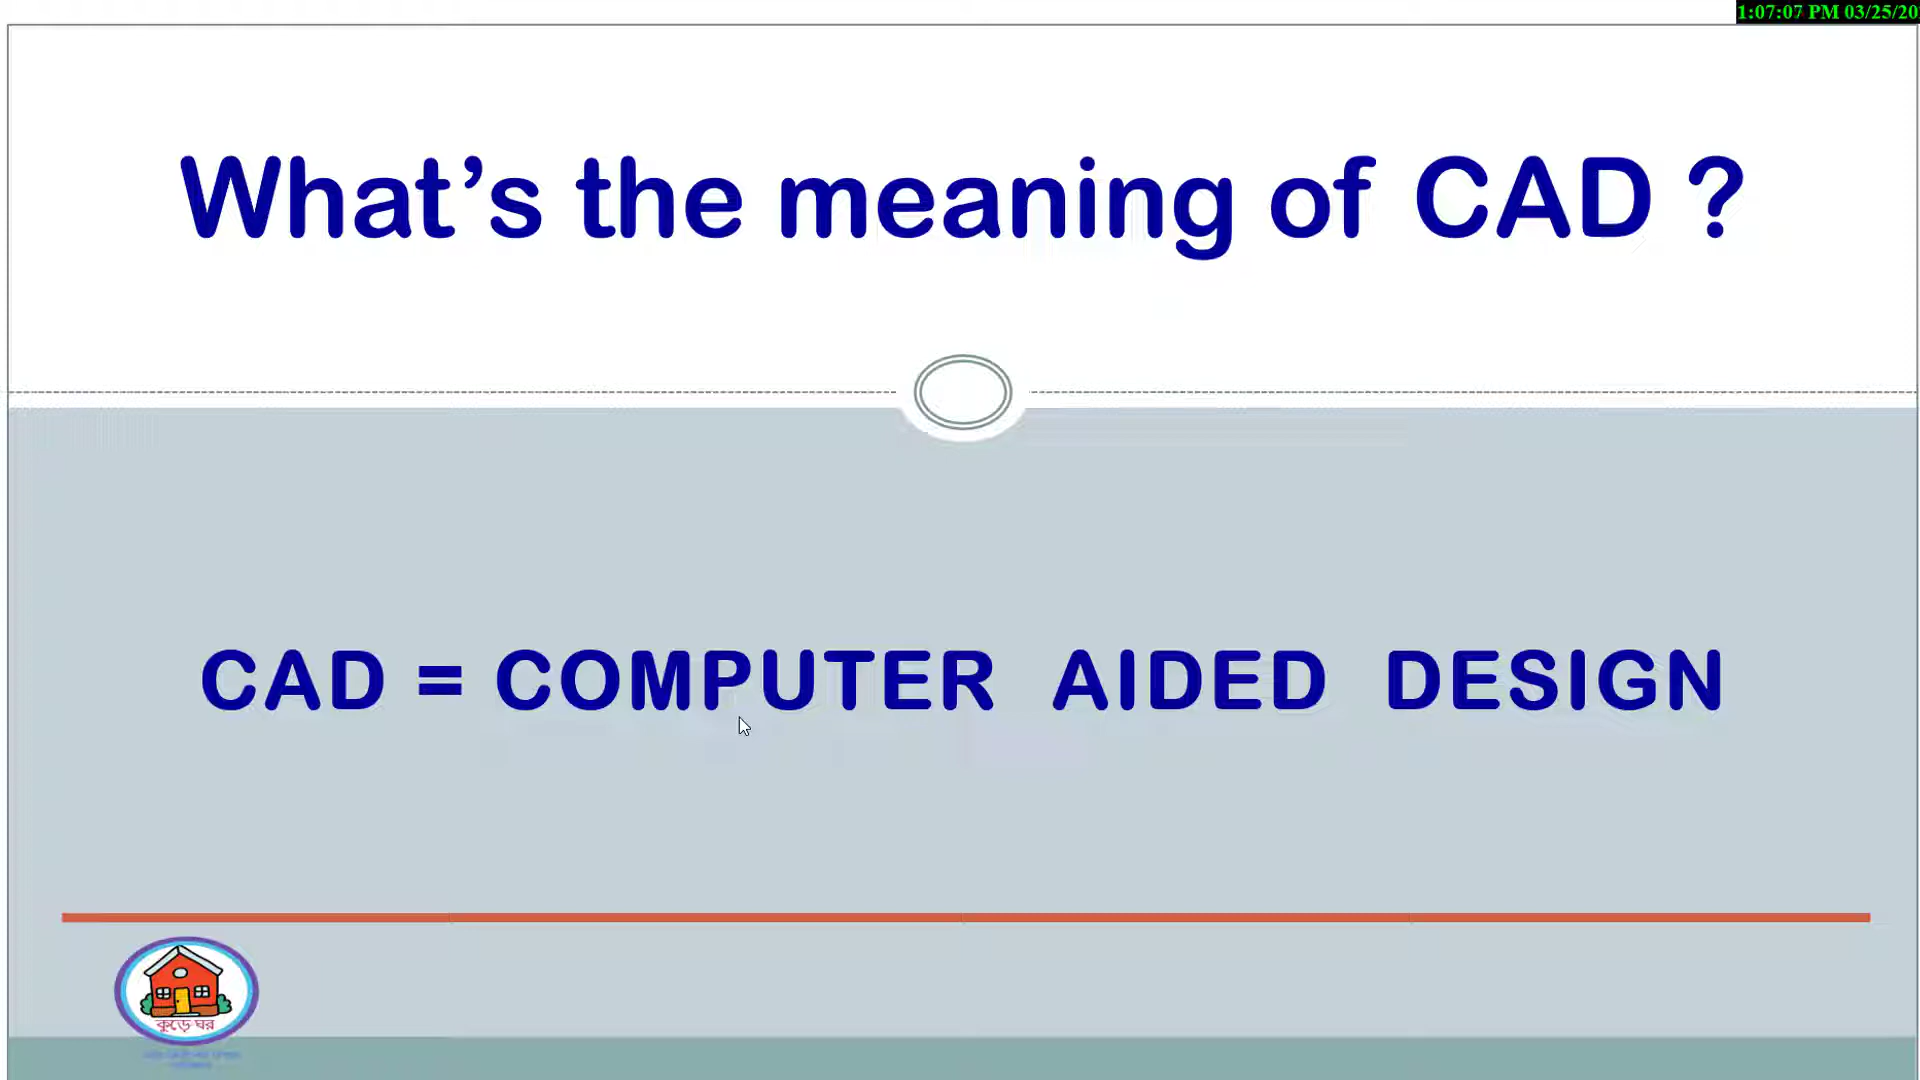 1:07:07 PM 03/25/20
What's the meaning of CAD ?
CAD = COMPUTER AIDED DESIGN
কুড়ে ঘর